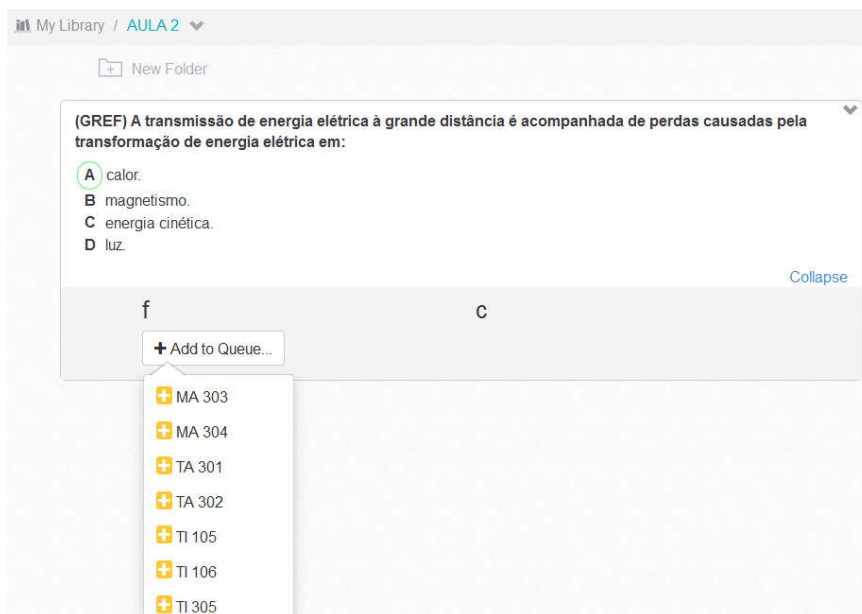 My Library / AULA 2
New Folder
(GREF) A transmissão de energia elétrica à grande distância é acompanhada de perdas causadas pela
transformação de energia elétrica em:
A calor.
B magnetismo.
C energia cinética.
D luz.
Collapse
f c
+ Add to Queue...
MA 303
MA 304
TA 301
TA 302
TI 105
TI 106
TI 305